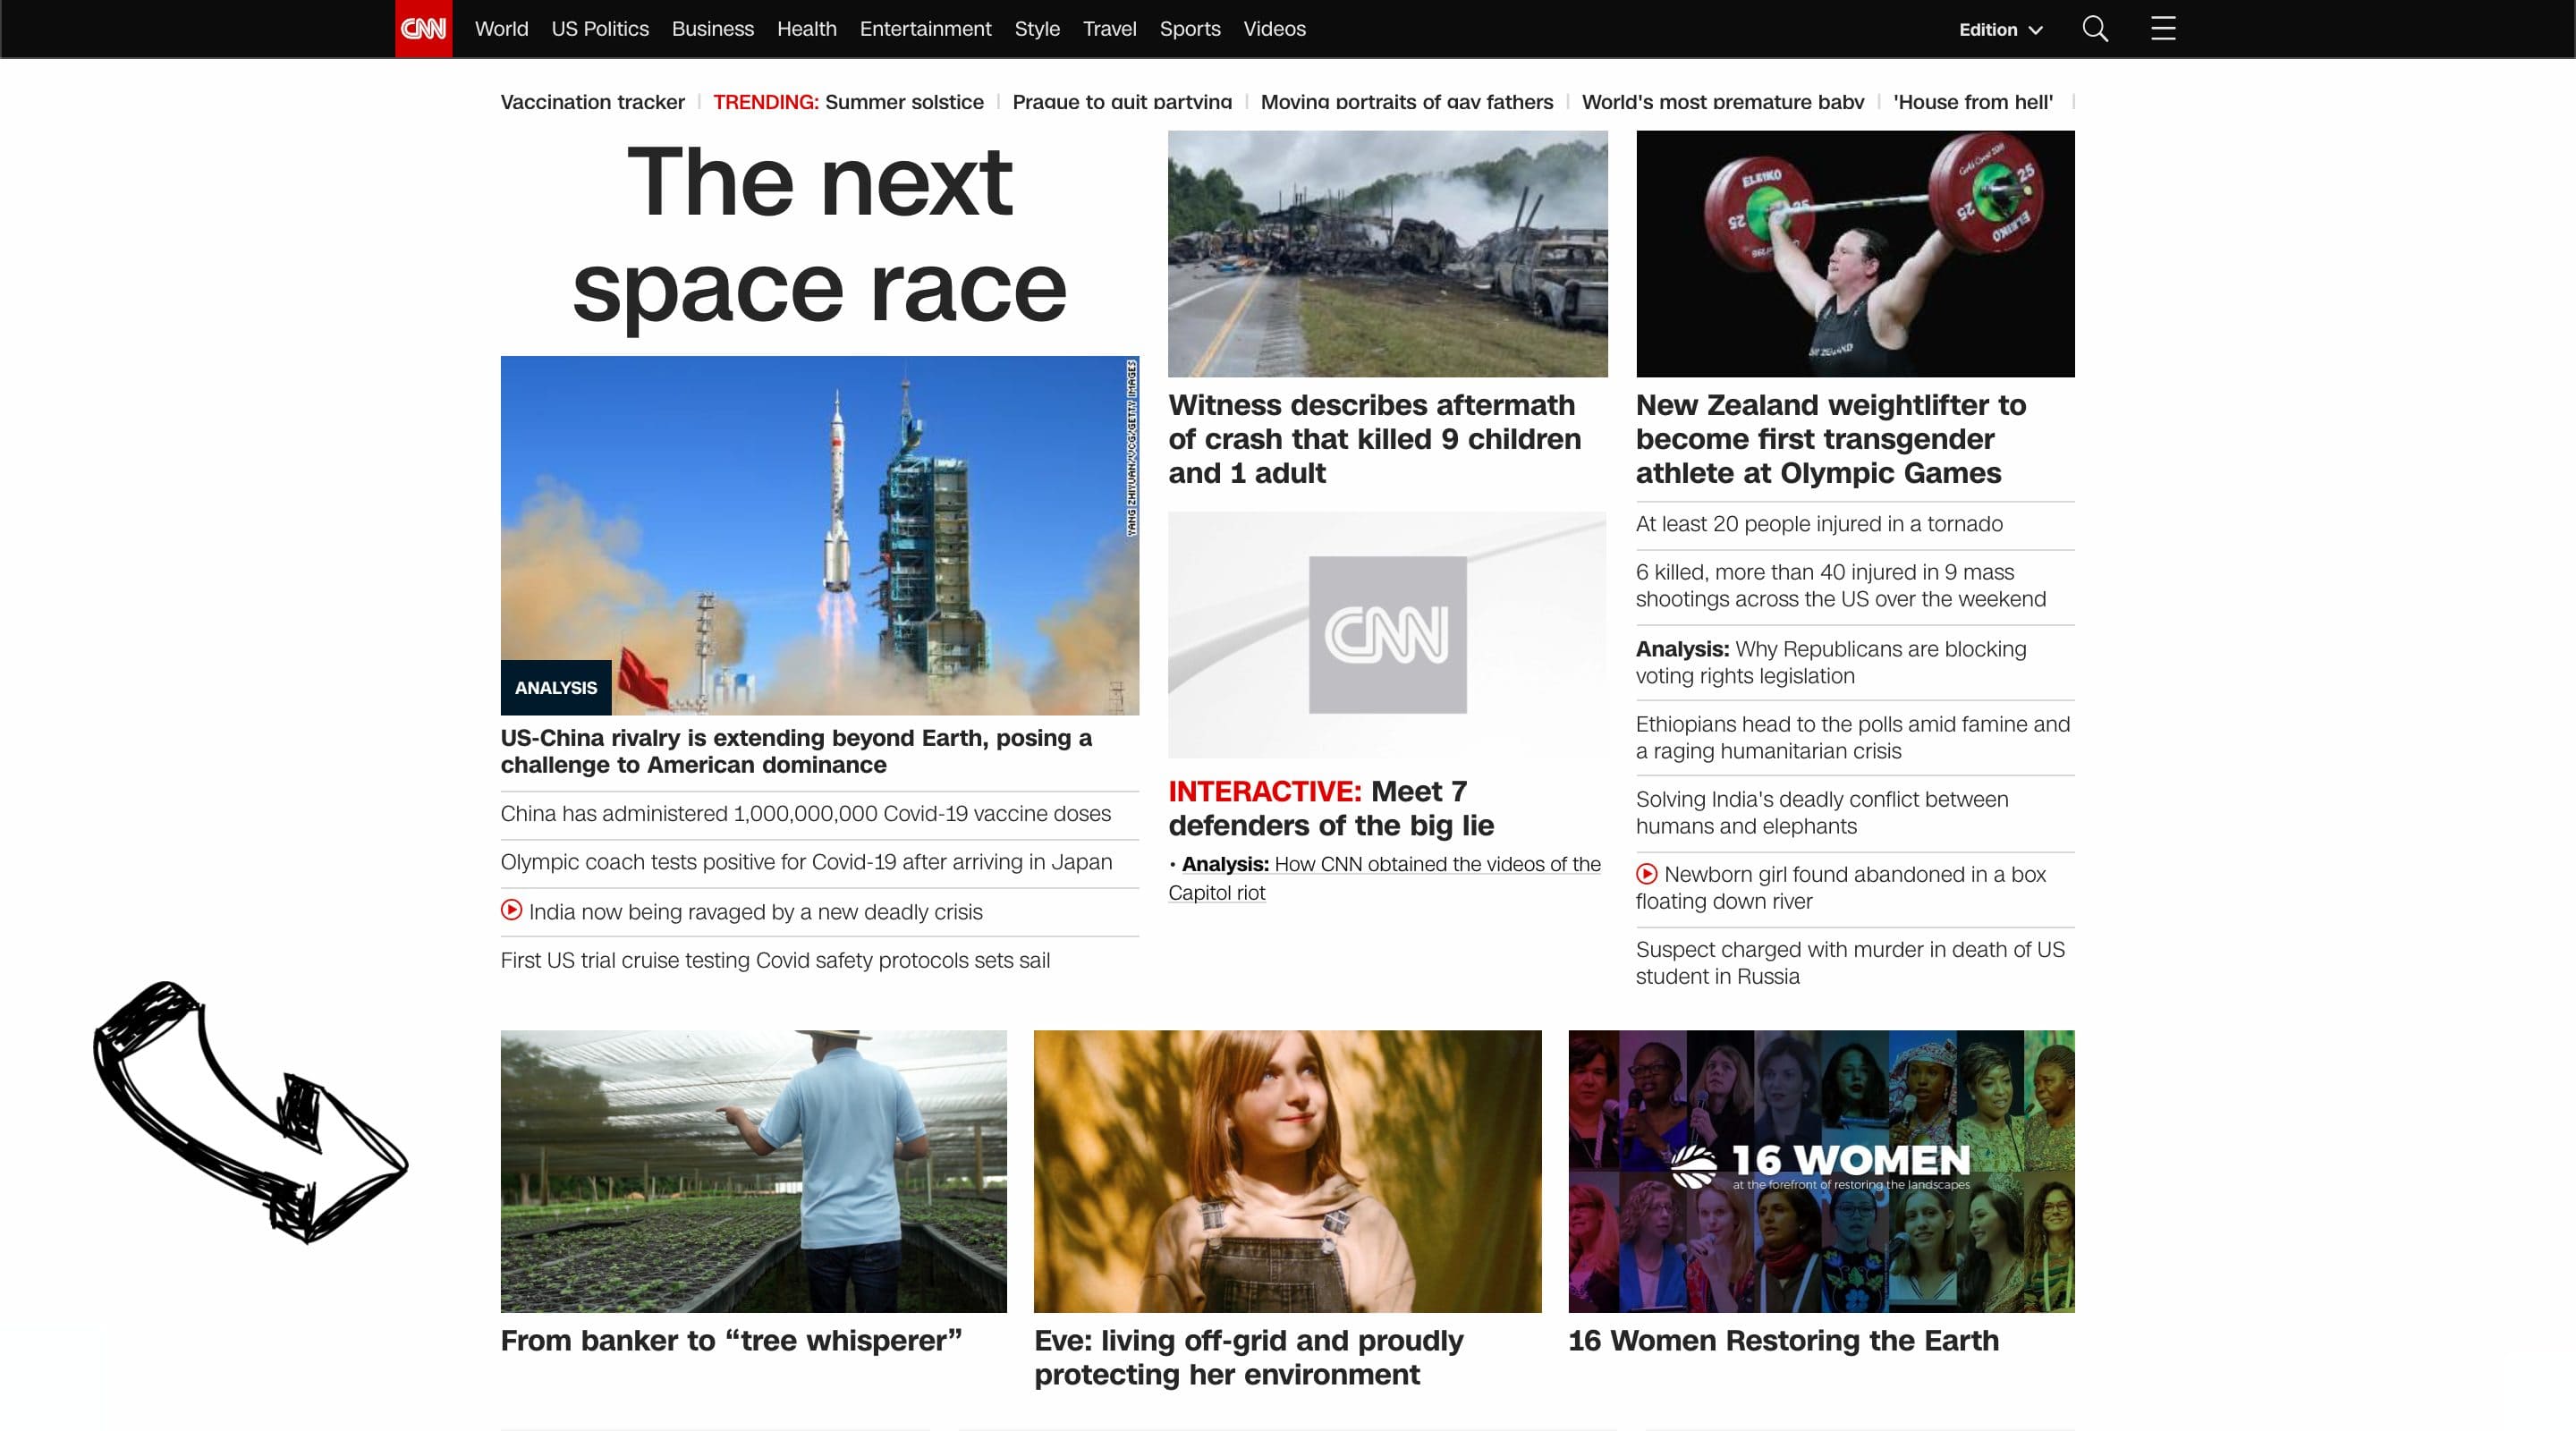 CNN World US Politics Business Health Entertainment Style Travel Sports Videos Edition
Vaccination tracker TRENDING: Summer solstice Prague to quit partying Moving portraits of gay fathers World's most premature baby 'House from hell'
The next
space race
YANG ZHIYUAN/VCG/GETTY IMAGES
ANALYSIS
US-China rivalry is extending beyond Earth, posing a
challenge to American dominance
China has administered 1,000,000,000 Covid-19 vaccine doses
Olympic coach tests positive for Covid-19 after arriving in Japan
India now being ravaged by a new deadly crisis
First US trial cruise testing Covid safety protocols sets sail
Witness describes aftermath
of crash that killed 9 children
and 1 adult
CNN
INTERACTIVE: Meet 7
defenders of the big lie
• Analysis: How CNN obtained the videos of the
Capitol riot
ELEIKO
25
25
Gold Coast 2018
25
25
ELEIKO
New Zealand weightlifter to
become first transgender
athlete at Olympic Games
At least 20 people injured in a tornado
6 killed, more than 40 injured in 9 mass
shootings across the US over the weekend
Analysis: Why Republicans are blocking
voting rights legislation
Ethiopians head to the polls amid famine and
a raging humanitarian crisis
Solving India's deadly conflict between
humans and elephants
Newborn girl found abandoned in a box
floating down river
Suspect charged with murder in death of US
student in Russia
From banker to “tree whisperer”
Eve: living off-grid and proudly
protecting her environment
16 WOMEN
at the forefront of restoring the landscapes
16 Women Restoring the Earth